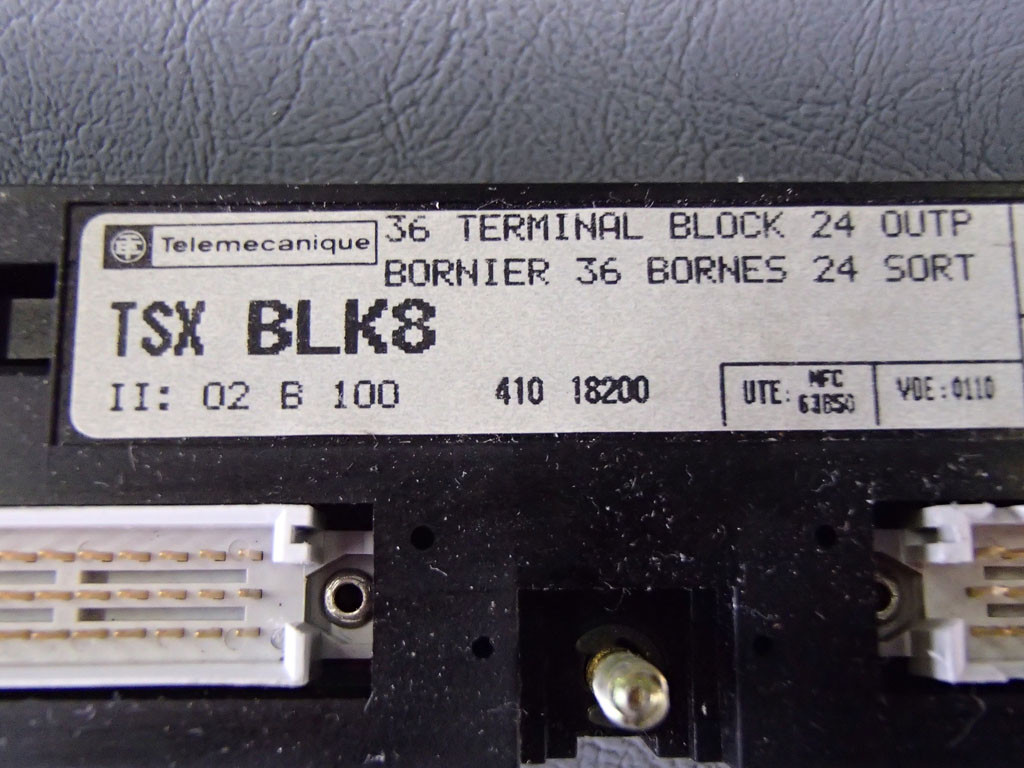 TE Telemecanique
36 TERMINAL BLOCK 24 OUTP
BORNIER 36 BORNES 24 SORT
TSX BLK8
II: 02 B 100 410 18200
UTE: NFC 63850
VDE: 0110